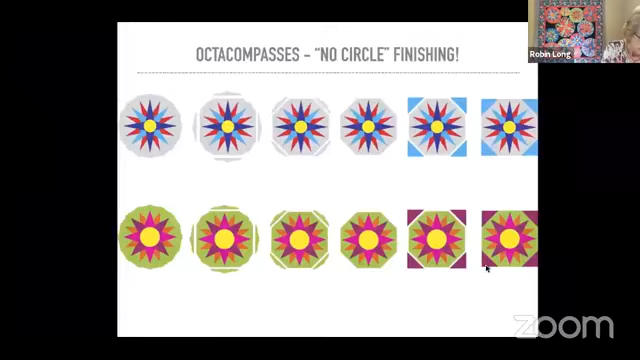 Robin Long
OCTACOMPASSES - “NO CIRCLE” FINISHING!
zoom